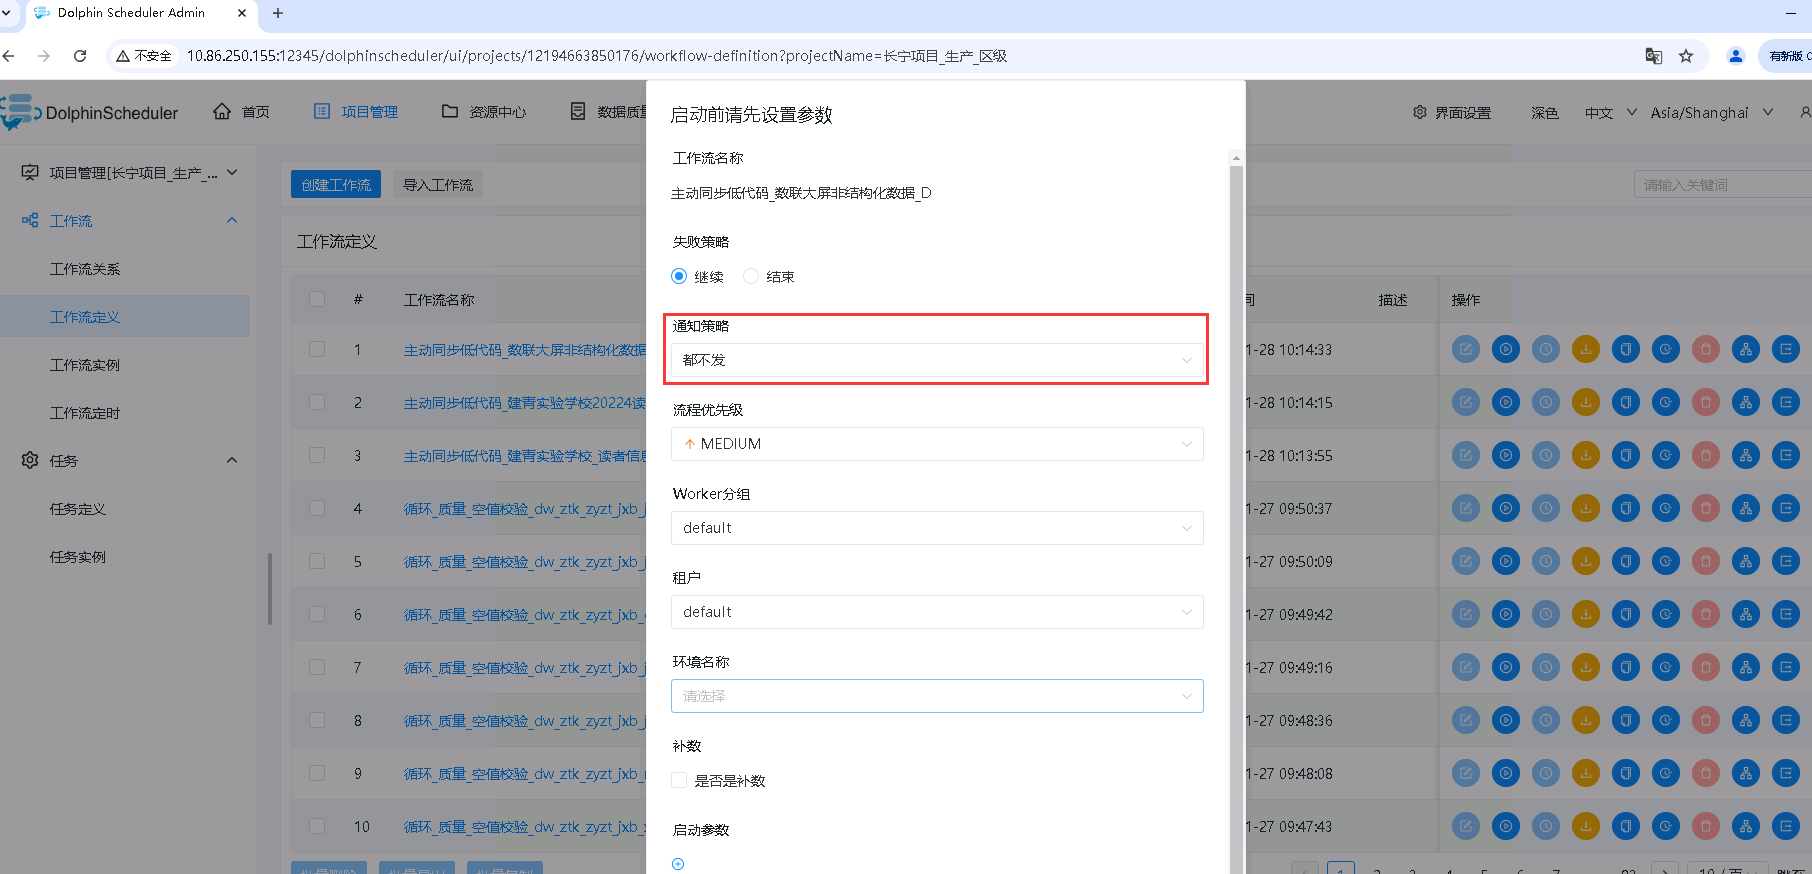 Dolphin Scheduler Admin
不安全
10.86.250.155:12345/dolphinscheduler/ui/projects/12194663850176/workflow-definition?projectName=长宁项目_生产_区级
有新版 C
DolphinScheduler
首页
项目管理
资源中心
数据质量
界面设置
深色
中文
Asia/Shanghai
项目管理[长宁项目_生产_...
工作流
工作流关系
工作流定义
工作流实例
工作流定时
任务
任务定义
任务实例
创建工作流
导入工作流
请输入关键词
工作流定义
# 工作流名称 间 描述 操作
1 主动同步低代码_数联大屏非结构化数据 1-28 10:14:33
2 主动同步低代码_建青实验学校20224读 1-28 10:14:15
3 主动同步低代码_建青实验学校_读者信息 1-28 10:13:55
4 循环_质量_空值校验_dw_ztk_zyzt_jxb_j 1-27 09:50:37
5 循环_质量_空值校验_dw_ztk_zyzt_jxb_j 1-27 09:50:09
6 循环_质量_空值校验_dw_ztk_zyzt_jxb_ 1-27 09:49:42
7 循环_质量_空值校验_dw_ztk_zyzt_jxb_j 1-27 09:49:16
8 循环_质量_空值校验_dw_ztk_zyzt_jxb_j 1-27 09:48:36
9 循环_质量_空值校验_dw_ztk_zyzt_jxb_ 1-27 09:48:08
10 循环_质量_空值校验_dw_ztk_zyzt_jxb_ 1-27 09:47:43
启动前请先设置参数
工作流名称
主动同步低代码_数联大屏非结构化数据_D
失败策略
继续 结束
通知策略
都不发
流程优先级
MEDIUM
Worker分组
default
租户
default
环境名称
请选择
补数
是否是补数
启动参数